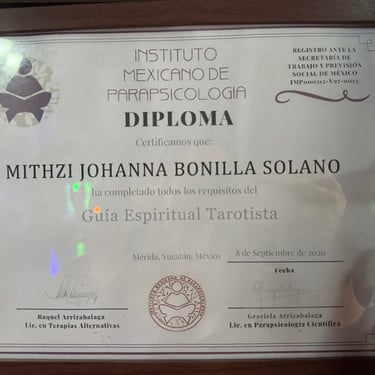 INSTITUTO
MEXICANO DE
PARAPSICOLOGIA
DIPLOMA
REGISTRO ANTE LA
SECRETARÍA DE
TRABAJO Y PREVISIÓN
SOCIAL DE MÉXICO
Certificamos que:
MITHZI JOHANNA BONILLA SOLANO
ha completado todos los requisitos del
Guía Espiritual Tarotista
Mérida, Yucatán, México
8 de Septiembre de 2020
Fecha
Raquel Arrizabalaga
Lic. en Terapias Alternativas
Graciela Arrizabalaga
Lic. en Parapsicología Científica